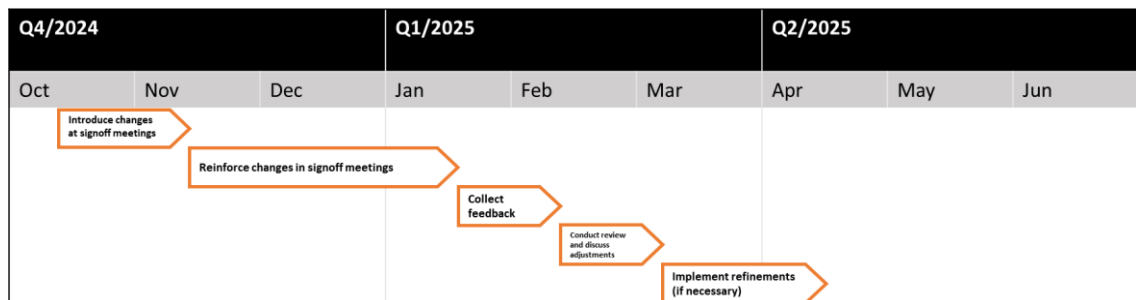 Q4/2024 Q1/2025 Q2/2025
Oct Nov Dec Jan Feb Mar Apr May Jun
Introduce changes
at signoff meetings
Reinforce changes in signoff meetings
Collect
feedback
Conduct review
and discuss
adjustments
Implement refinements
(if necessary)